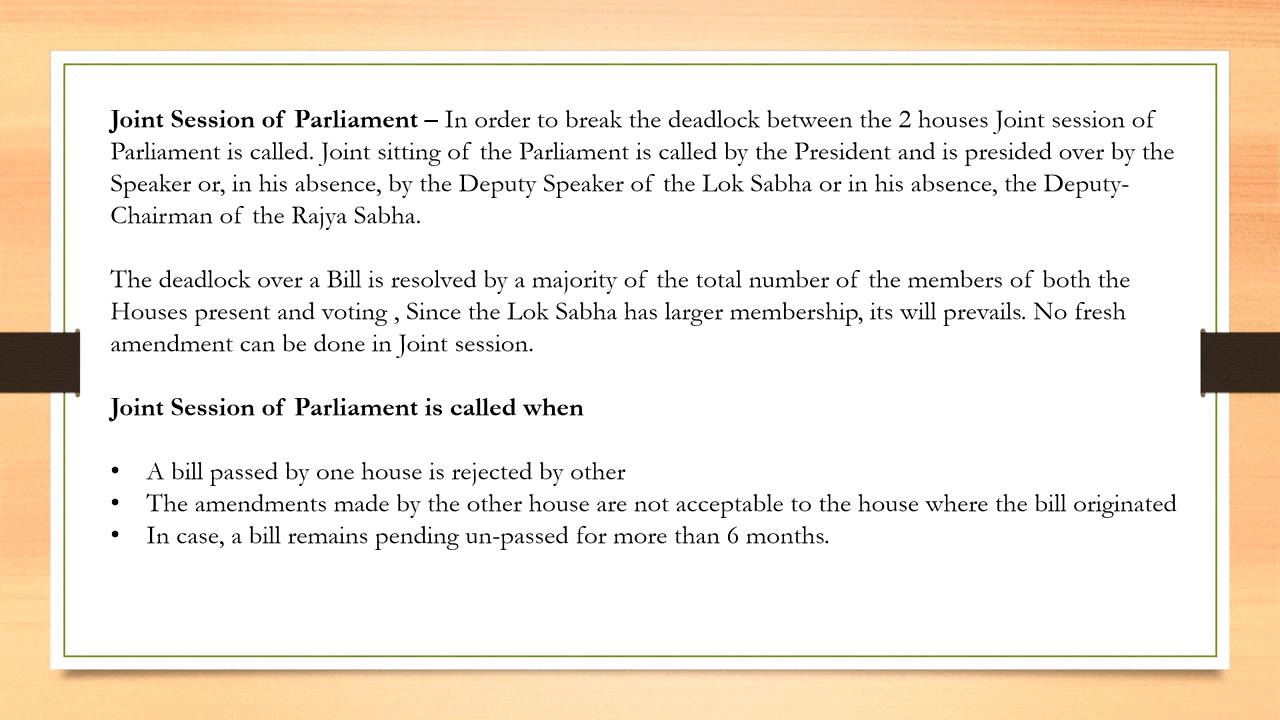 Joint Session of Parliament – In order to break the deadlock between the 2 houses Joint session of
Parliament is called. Joint sitting of the Parliament is called by the President and is presided over by the
Speaker or, in his absence, by the Deputy Speaker of the Lok Sabha or in his absence, the Deputy-
Chairman of the Rajya Sabha.
The deadlock over a Bill is resolved by a majority of the total number of the members of both the
Houses present and voting , Since the Lok Sabha has larger membership, its will prevails. No fresh
amendment can be done in Joint session.
Joint Session of Parliament is called when
• A bill passed by one house is rejected by other
• The amendments made by the other house are not acceptable to the house where the bill originated
• In case, a bill remains pending un-passed for more than 6 months.